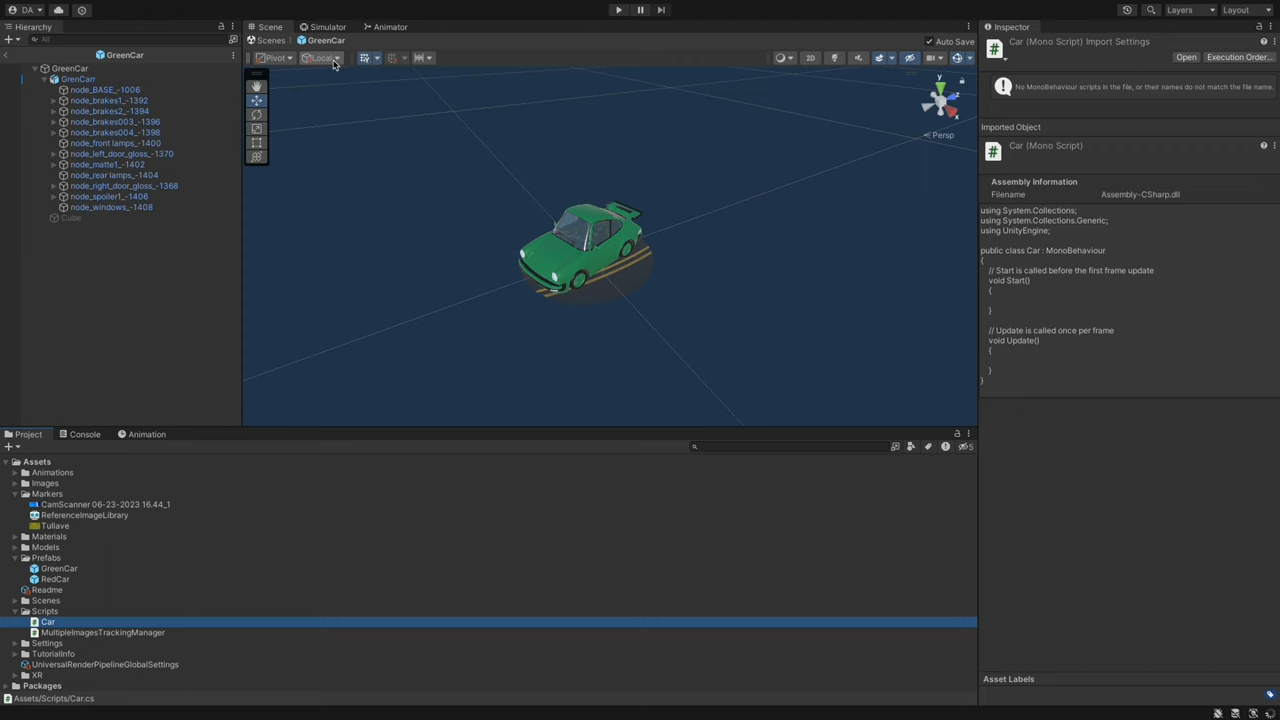 DA
Layers
Layout
Hierarchy
Scene
Simulator
Animator
Inspector
All
Scenes
GreenCar
Auto Save
GreenCar
Pivot
Local
2D
GreenCar
GrenCarr
node_BASE_-1006
node_brakes1_-1392
node_brakes2_-1394
node_brakes003_-1396
node_brakes004_-1398
node_front lamps_-1400
node_left_door_gloss_-1370
node_matte1_-1402
node_rear lamps_-1404
node_right_door_gloss_-1368
node_spoiler1_-1406
node_windows_-1408
Cube
y
z
x
Persp
Car (Mono Script) Import Settings
Open
Execution Order...
No MonoBehaviour scripts in the file, or their names do not match the file name.
Imported Object
Car (Mono Script)
Assembly Information
Filename
Assembly-CSharp.dll
using System.Collections;
using System.Collections.Generic;
using UnityEngine;
public class Car : MonoBehaviour
{
// Start is called before the first frame update
void Start()
{
}
// Update is called once per frame
void Update()
{
}
}
Project
Console
Animation
5
Assets
Animations
Images
Markers
CamScanner 06-23-2023 16.44_1
ReferenceImageLibrary
Tullave
Materials
Models
Prefabs
GreenCar
RedCar
Readme
Scenes
Scripts
Car
MultipleImagesTrackingManager
Settings
TutorialInfo
UniversalRenderPipelineGlobalSettings
XR
Packages
Assets/Scripts/Car.cs
Asset Labels